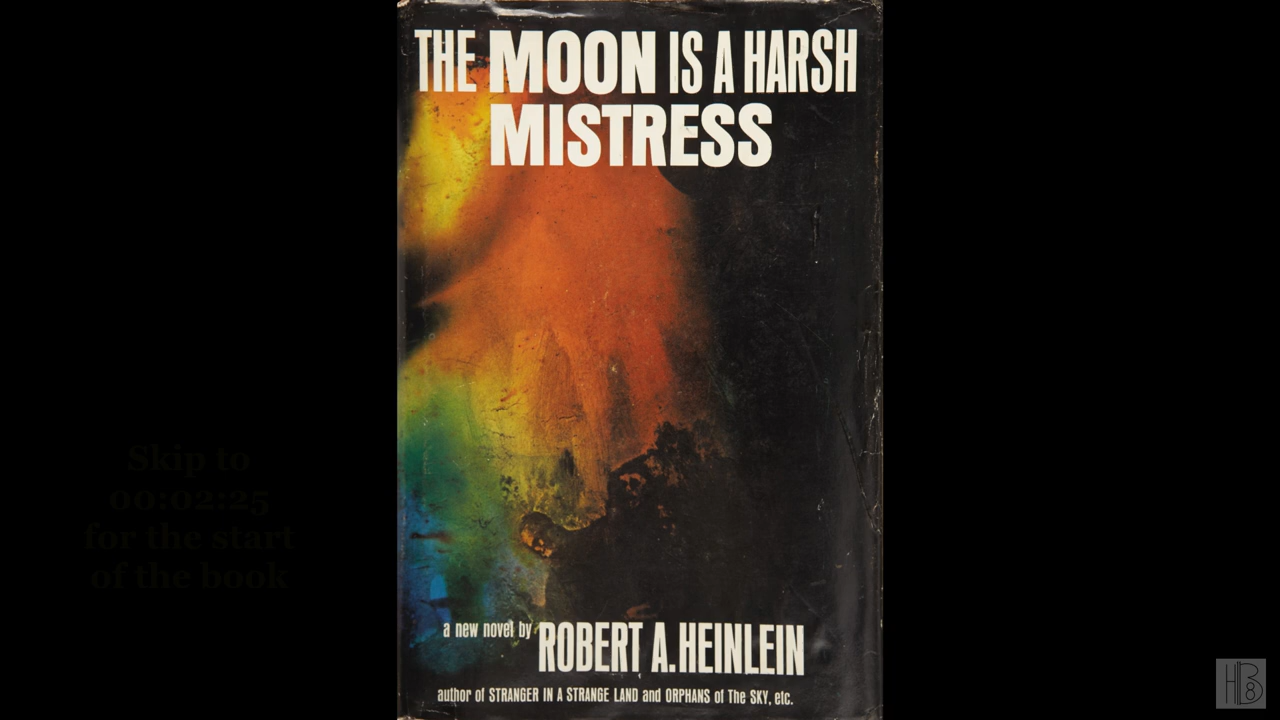 THE MOON IS A HARSH
MISTRESS
Skip to
00:02:25
for the start
of the book
a new novel by ROBERT A. HEINLEIN
author of STRANGER IN A STRANGE LAND and ORPHANS of The SKY, etc.
HB8